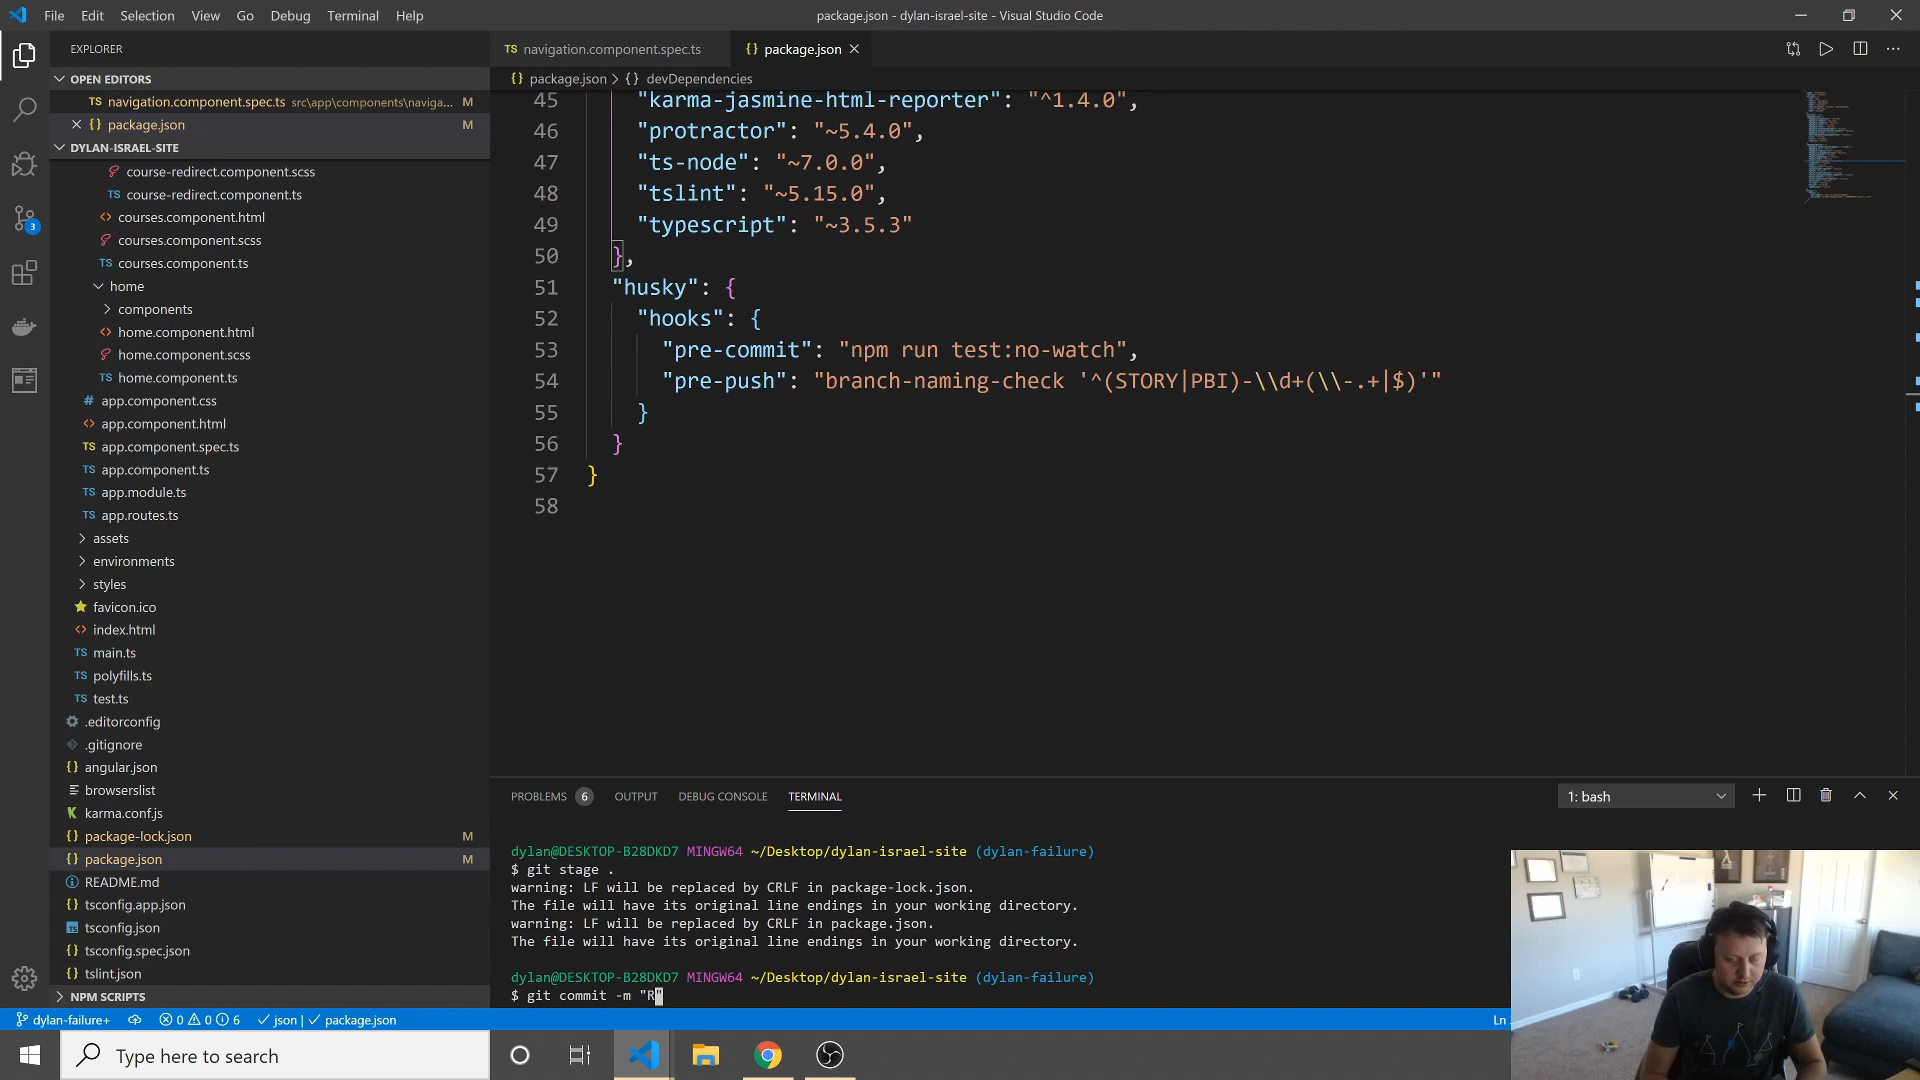 File Edit Selection View Go Debug Terminal Help
package.json - dylan-israel-site - Visual Studio Code
EXPLORER
OPEN EDITORS
TS navigation.component.spec.ts src\app\components\naviga... M
{} package.json M
DYLAN-ISRAEL-SITE
course-redirect.component.scss
TS course-redirect.component.ts
<> courses.component.html
courses.component.scss
TS courses.component.ts
home
components
<> home.component.html
home.component.scss
TS home.component.ts
# app.component.css
<> app.component.html
TS app.component.spec.ts
TS app.component.ts
TS app.module.ts
TS app.routes.ts
assets
environments
styles
favicon.ico
<> index.html
TS main.ts
TS polyfills.ts
TS test.ts
.editorconfig
.gitignore
{} angular.json
browserslist
K karma.conf.js
{} package-lock.json M
{} package.json M
README.md
{} tsconfig.app.json
tsconfig.json
{} tsconfig.spec.json
{} tslint.json
NPM SCRIPTS
3
TS navigation.component.spec.ts
{} package.json
{} package.json > {} devDependencies
45 "karma-jasmine-html-reporter": "^1.4.0",
46 "protractor": "~5.4.0",
47 "ts-node": "~7.0.0",
48 "tslint": "~5.15.0",
49 "typescript": "~3.5.3"
50 },
51 "husky": {
52 "hooks": {
53 "pre-commit": "npm run test:no-watch",
54 "pre-push": "branch-naming-check '^(STORY|PBI)-\\d+(\\-.+|$)'"
55 }
56 }
57 }
58
PROBLEMS 6 OUTPUT DEBUG CONSOLE TERMINAL
1: bash
dylan@DESKTOP-B28DKD7 MINGW64 ~/Desktop/dylan-israel-site (dylan-failure)
$ git stage .
warning: LF will be replaced by CRLF in package-lock.json.
The file will have its original line endings in your working directory.
warning: LF will be replaced by CRLF in package.json.
The file will have its original line endings in your working directory.
dylan@DESKTOP-B28DKD7 MINGW64 ~/Desktop/dylan-israel-site (dylan-failure)
$ git commit -m "R"
dylan-failure+ 0 0 6 json | package.json
Ln
Type here to search